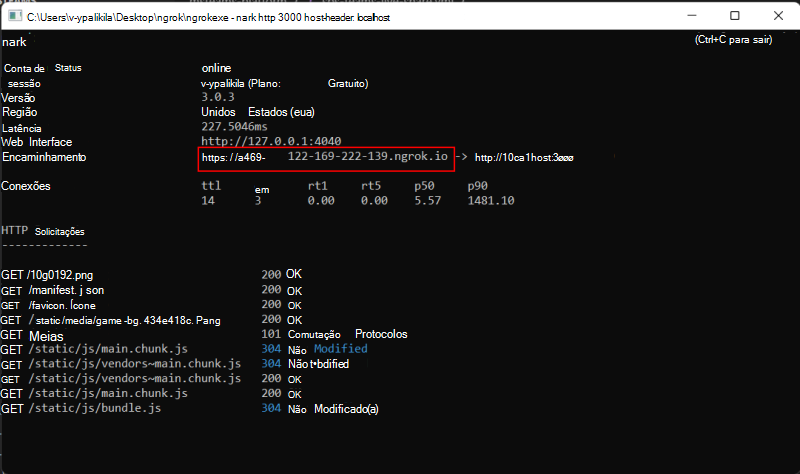 C:\Users\v-ypalikila\Desktop\ngrok\ngrokexe - nark http 3000 host-header. localhost
nark (Ctrl+C para sair)
Conta de Status online
sessão v-ypalikila (Plano: Gratuito)
Versão 3.0.3
Região Unidos Estados (eua)
Latência 227.5046ms
Web Interface http://127.0.0.1:4040
Encaminhamento https: //a469- 122-169-222-139.ngrok.io -> http://10ca1host:3øøø
Conexões ttl em rt1 rt5 p50 p90
14 3 0.00 0.00 5.57 1481.10
HTTP Solicitações
-------------
GET /10g0192.png 200 OK
GET /manifest. j son 200 OK
GET /favicon. Ícone 200 OK
GET / static/media/game -bg. 434e418c. Pang 200 OK
GET Meias 101 Comutação Protocolos
GET /static/js/main.chunk.js 304 Não Modified
GET /static/js/vendors~main.chunk.js 304 Não t•bdified
GET /static/js/vendors~main.chunk.js 200 OK
GET /static/js/main.chunk.js 200 OK
GET /static/js/bundle.js 304 Não Modificado(a)